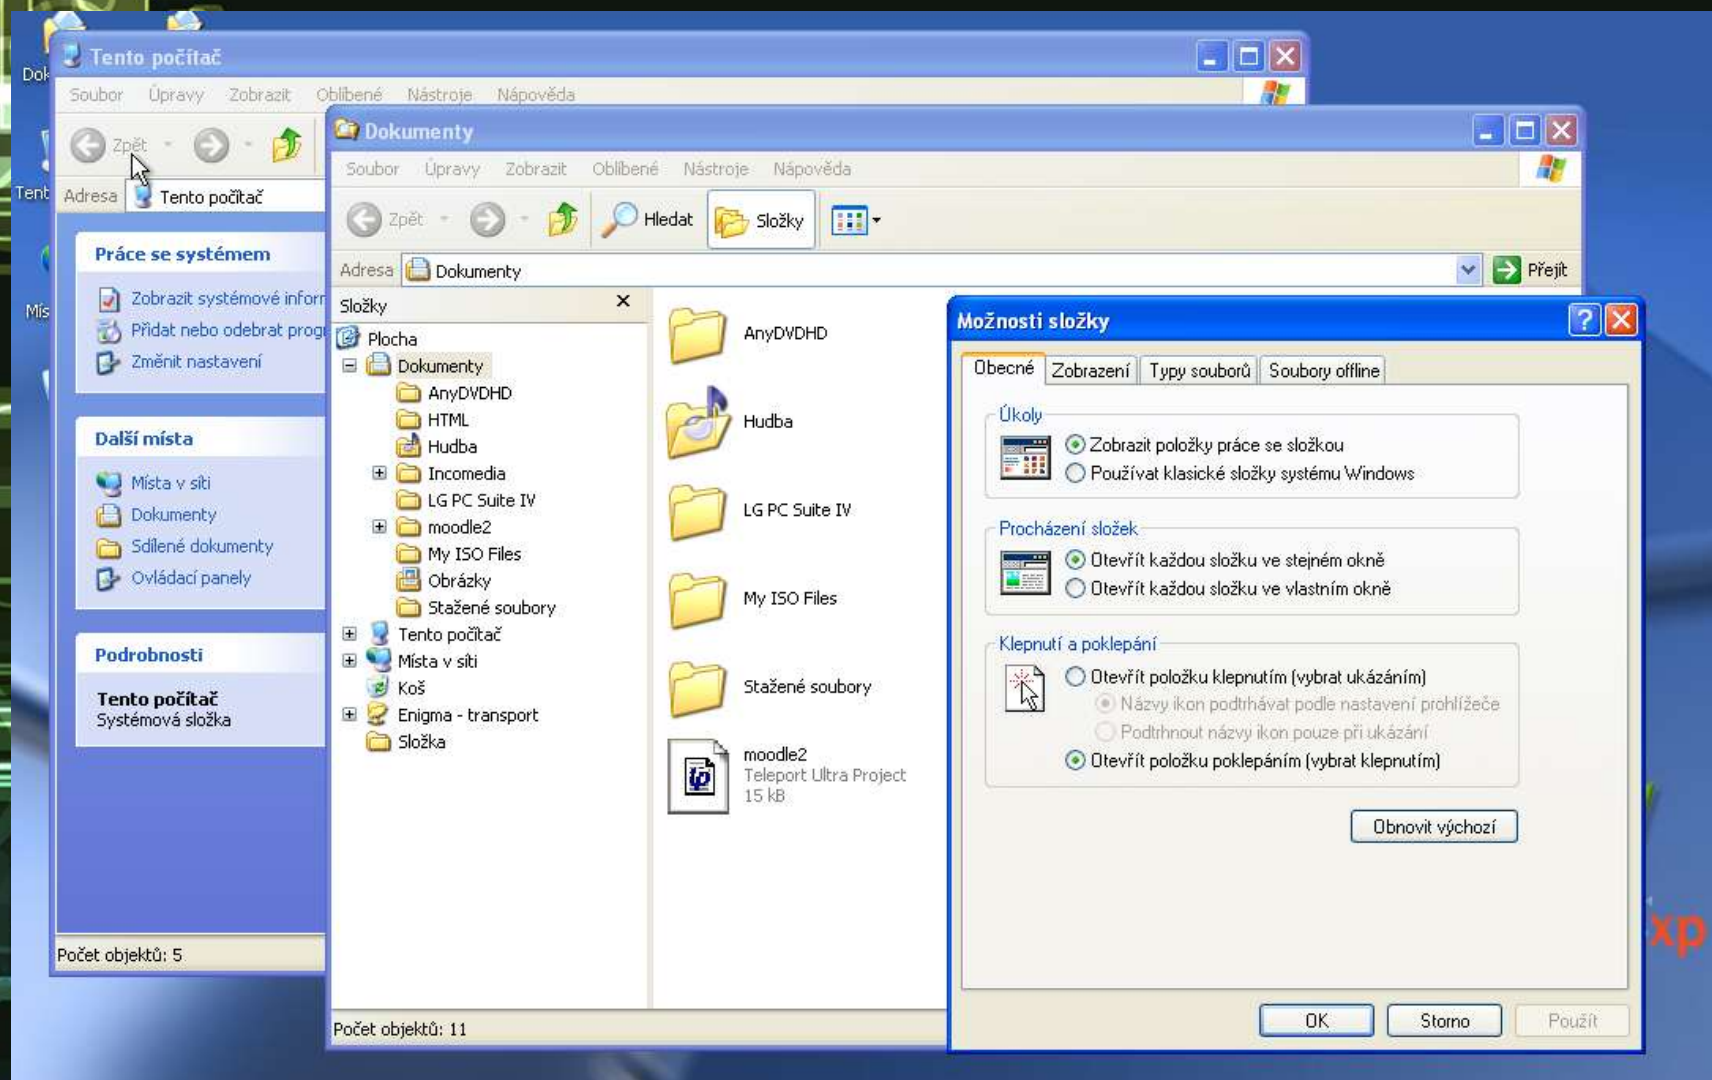 Tento počítač
Soubor Úpravy Zobrazit Oblíbené Nástroje Nápověda
Zpět
Adresa Tento počítač
Práce se systémem
Zobrazit systémové
Přidat nebo odebrat
Změnit nastavení
Další místa
Místa v síti
Dokumenty
Sdílené dokumenty
Ovládací panely
Podrobnosti
Tento počítač
Systémová složka
Počet objektů: 5
Dokumenty
Soubor Úpravy Zobrazit Oblíbené Nástroje Nápověda
Zpět Hledat Složky
Adresa Dokumenty Přejít
Složky
Plocha
Dokumenty
AnyDVDHD
HTML
Hudba
Incomedia
LG PC Suite IV
moodle2
My ISO Files
Obrázky
Stažené soubory
Tento počítač
Místa v síti
Koš
Enigma - transport
Složka
AnyDVDHD
Hudba
LG PC Suite IV
My ISO Files
Stažené soubory
moodle2
Teleport Ultra Project
15 kB
Počet objektů: 11
Možnosti složky
Obecné Zobrazení Typy souborů Soubory offline
Úkoly
Zobrazit položky práce se složkou
Používat klasické složky systému Windows
Procházení složek
Otevřít každou složku ve stejném okně
Otevřít každou složku ve vlastním okně
Klepnutí a poklepání
Otevřít položku klepnutím (vybrat ukázáním)
Názvy ikon podtrhávat podle nastavení prohlížeče
Podtrhnout názvy ikon pouze při ukázání
Otevřít položku poklepáním (vybrat klepnutím)
Obnovit výchozí
OK Storno Použít
xp